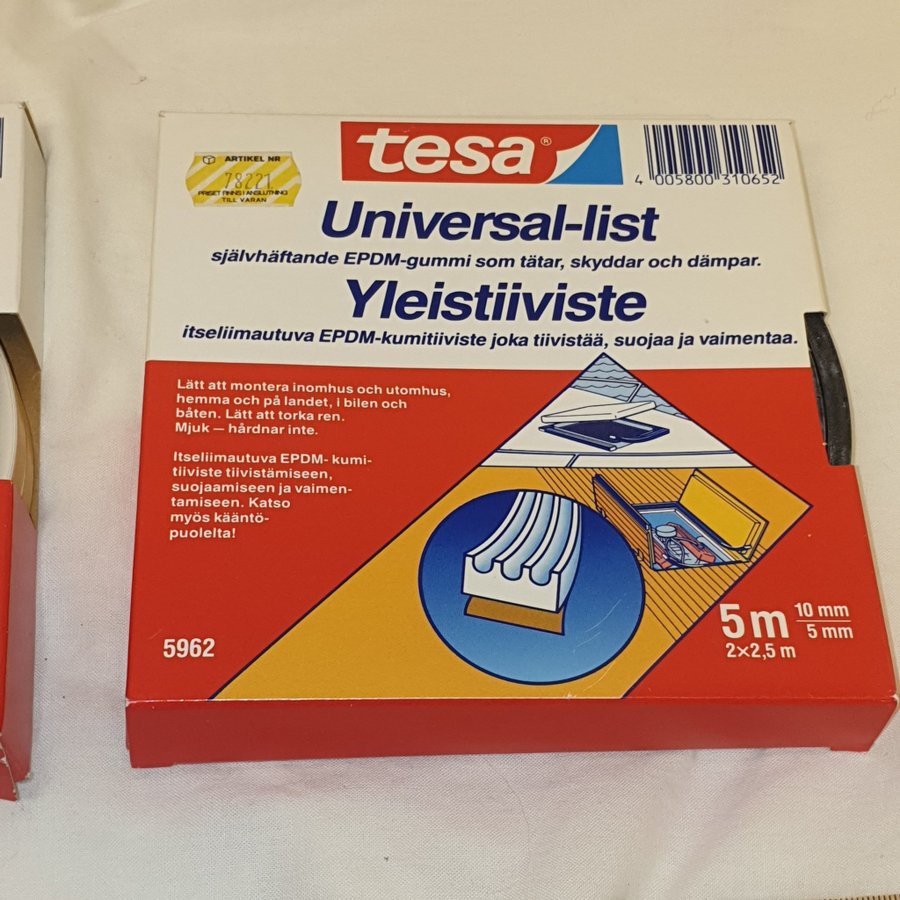 tesa®
4 005800 310652
ARTIKEL NR
78221
PRISET FINNS I ANSLUTNING
TILL VARAN
Universal-list
självhäftande EPDM-gummi som tätar, skyddar och dämpar.
Yleistiiviste
itseliimautuva EPDM-kumitiiviste joka tiivistää, suojaa ja vaimentaa.
Lätt att montera inomhus och utomhus,
hemma och på landet, i bilen och
båten. Lätt att torka ren.
Mjuk — hårdnar inte.
Itseliimautuva EPDM- kumi-
tiiviste tiivistämiseen,
suojaamiseen ja vaimen-
tamiseen. Katso
myös kääntö-
puolelta!
5962
5 m 10 mm
5 mm
2×2,5 m